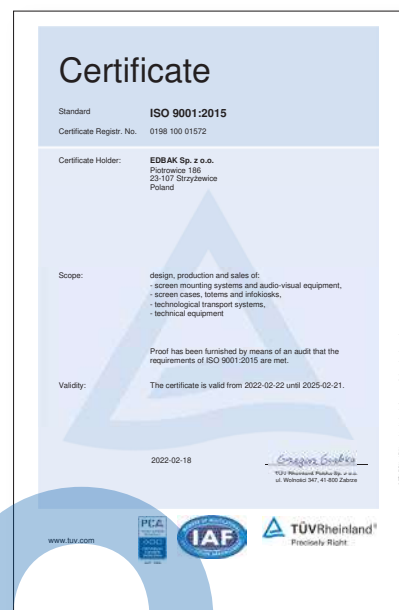 Certificate
Standard ISO 9001:2015
Certificate Registr. No. 0198 100 01572
Certificate Holder: EDBAK Sp. z o.o.
Piotrowice 186
23-107 Strzyżewice
Poland
Scope: design, production and sales of:
- screen mounting systems and audio-visual equipment,
- screen cases, totems and infokiosks,
- technological transport systems,
- technical equipment
Proof has been furnished by means of an audit that the
requirements of ISO 9001:2015 are met.
Validity: The certificate is valid from 2022-02-22 until 2025-02-21.
2022-02-18
TÜV Rheinland Polska Sp. z o.o.
ul. Wolności 347, 41-800 Zabrze
www.tuv.com
PCA
IAF
TÜVRheinland®
Precisely Right